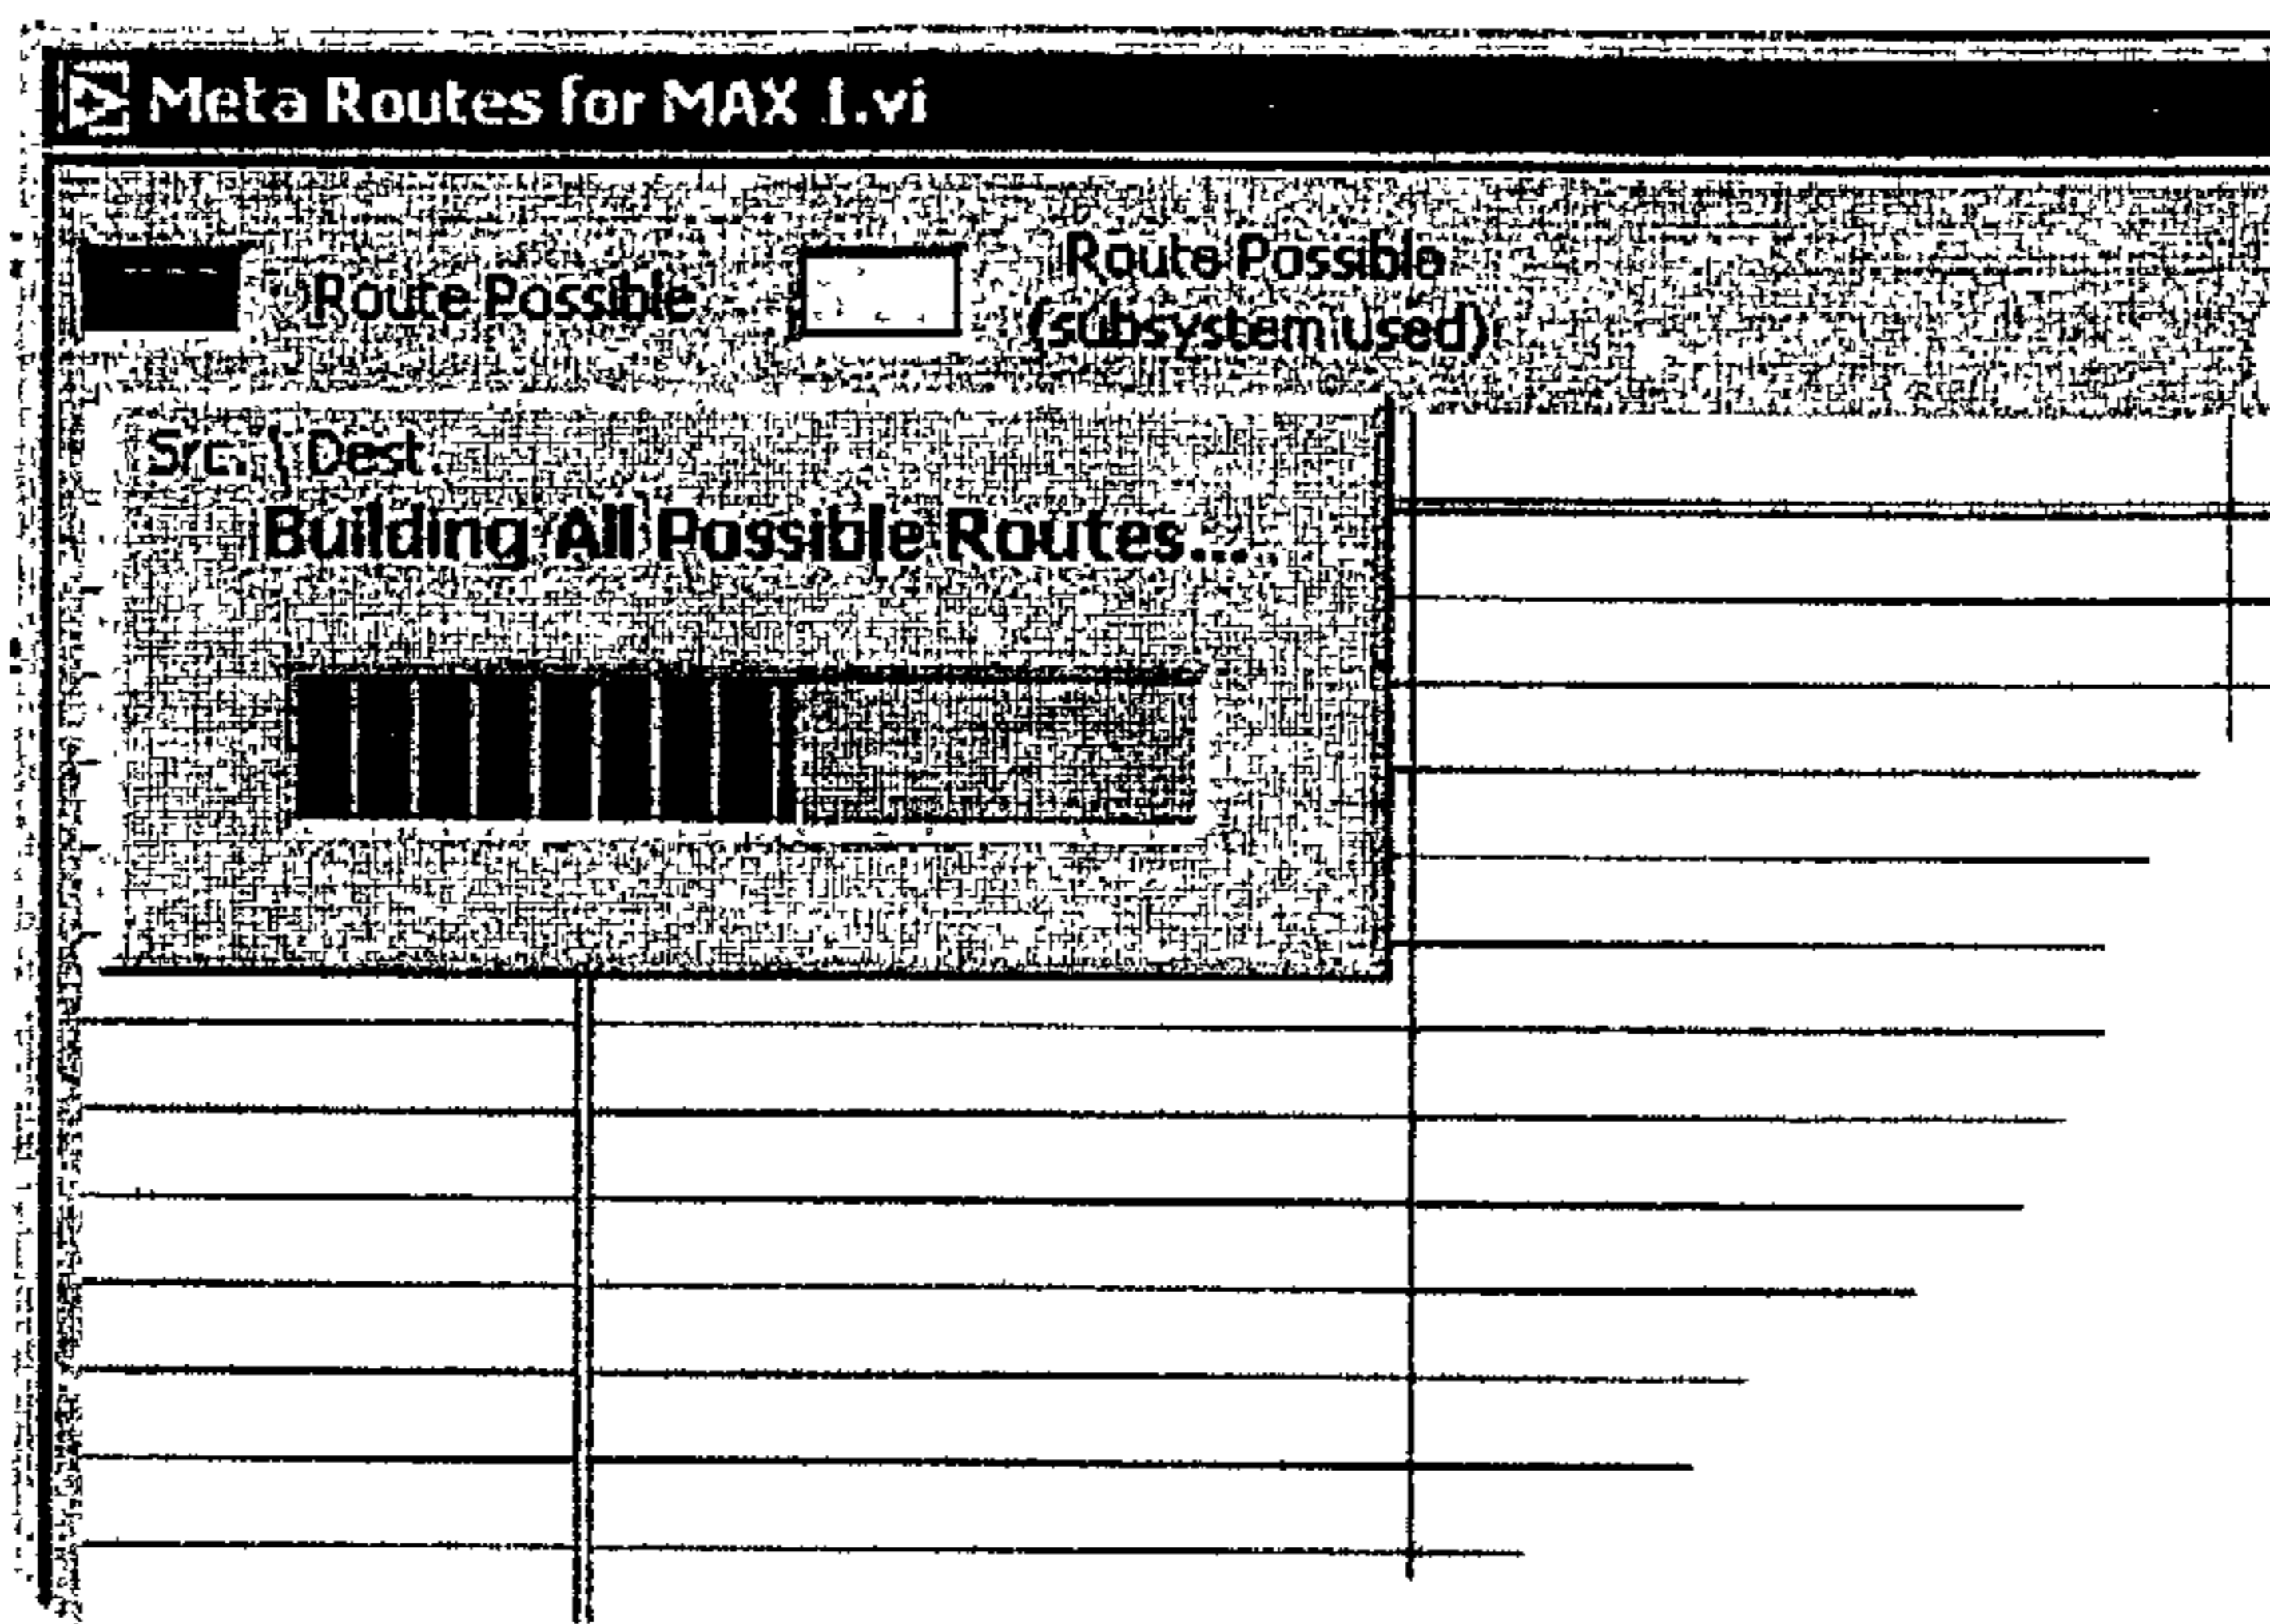 Meta Routes for MAX 1.vi
Route Possible
Route Possible
(subsystem used)
Src. \ Dest.
Building All Possible Routes...